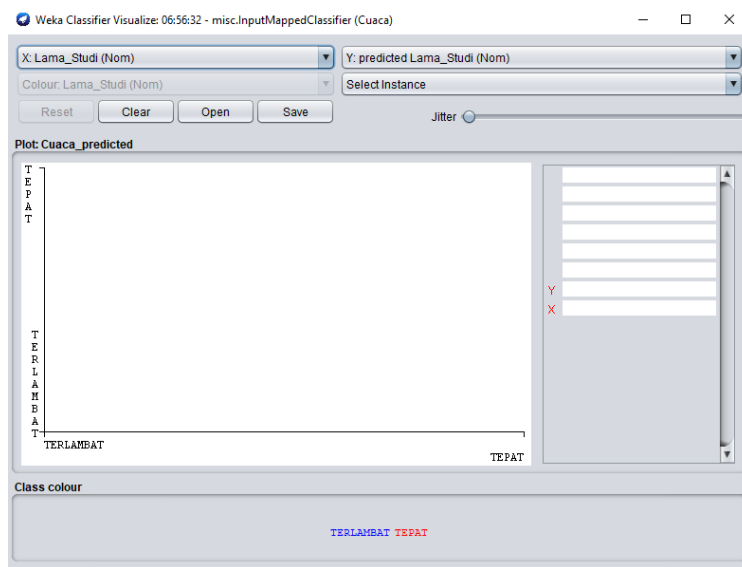 Weka Classifier Visualize: 06:56:32 - misc.InputMappedClassifier (Cuaca)
X: Lama_Studi (Nom)
Y: predicted Lama_Studi (Nom)
Colour: Lama_Studi (Nom)
Select Instance
Reset
Clear
Open
Save
Jitter
Plot: Cuaca_predicted
TEPAT
TERLAMBAT
TERLAMBAT
TEPAT
Y
X
Class colour
TERLAMBAT TEPAT